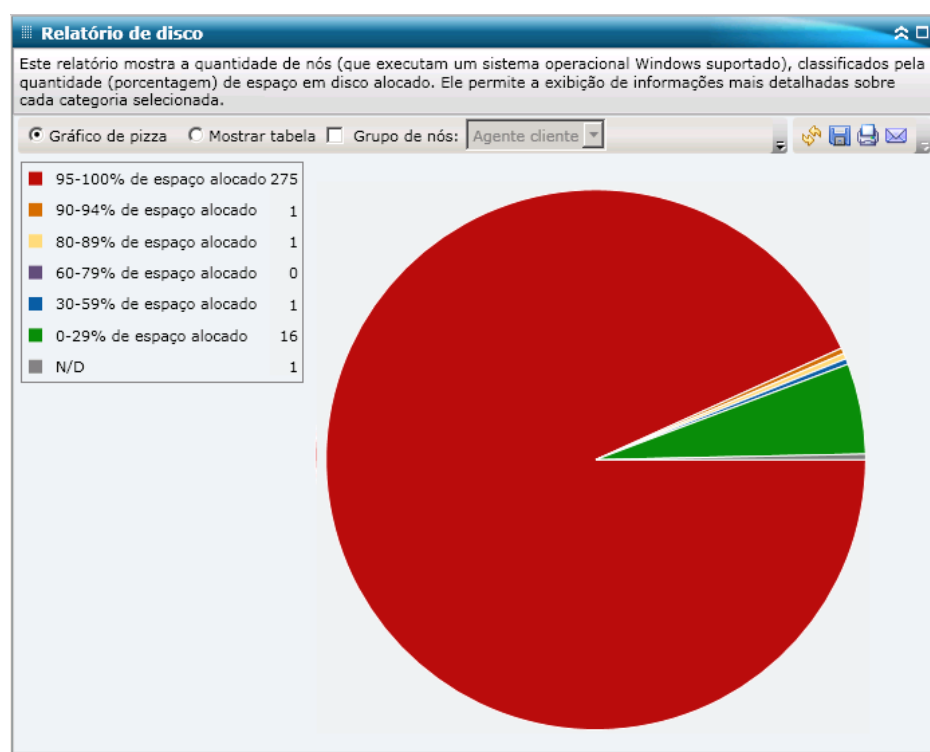 Relatório de disco
Este relatório mostra a quantidade de nós (que executam um sistema operacional Windows suportado), classificados pela
quantidade (porcentagem) de espaço em disco alocado. Ele permite a exibição de informações mais detalhadas sobre
cada categoria selecionada.
Gráfico de pizza Mostrar tabela Grupo de nós: Agente cliente
95-100% de espaço alocado 275
90-94% de espaço alocado 1
80-89% de espaço alocado 1
60-79% de espaço alocado 0
30-59% de espaço alocado 1
0-29% de espaço alocado 16
N/D 1